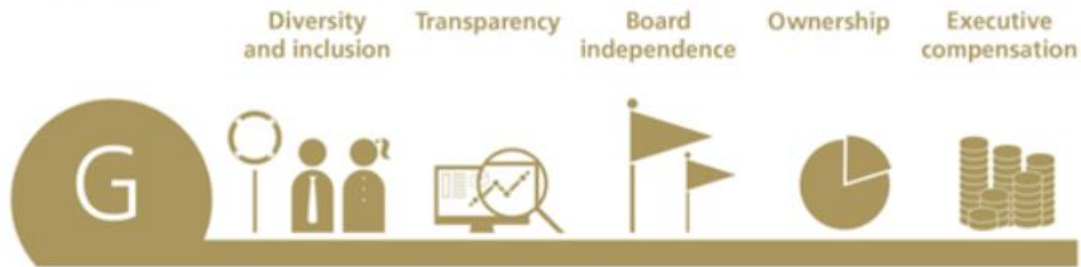 Diversity
and inclusion
Transparency
Board
independence
Ownership
Executive
compensation
G